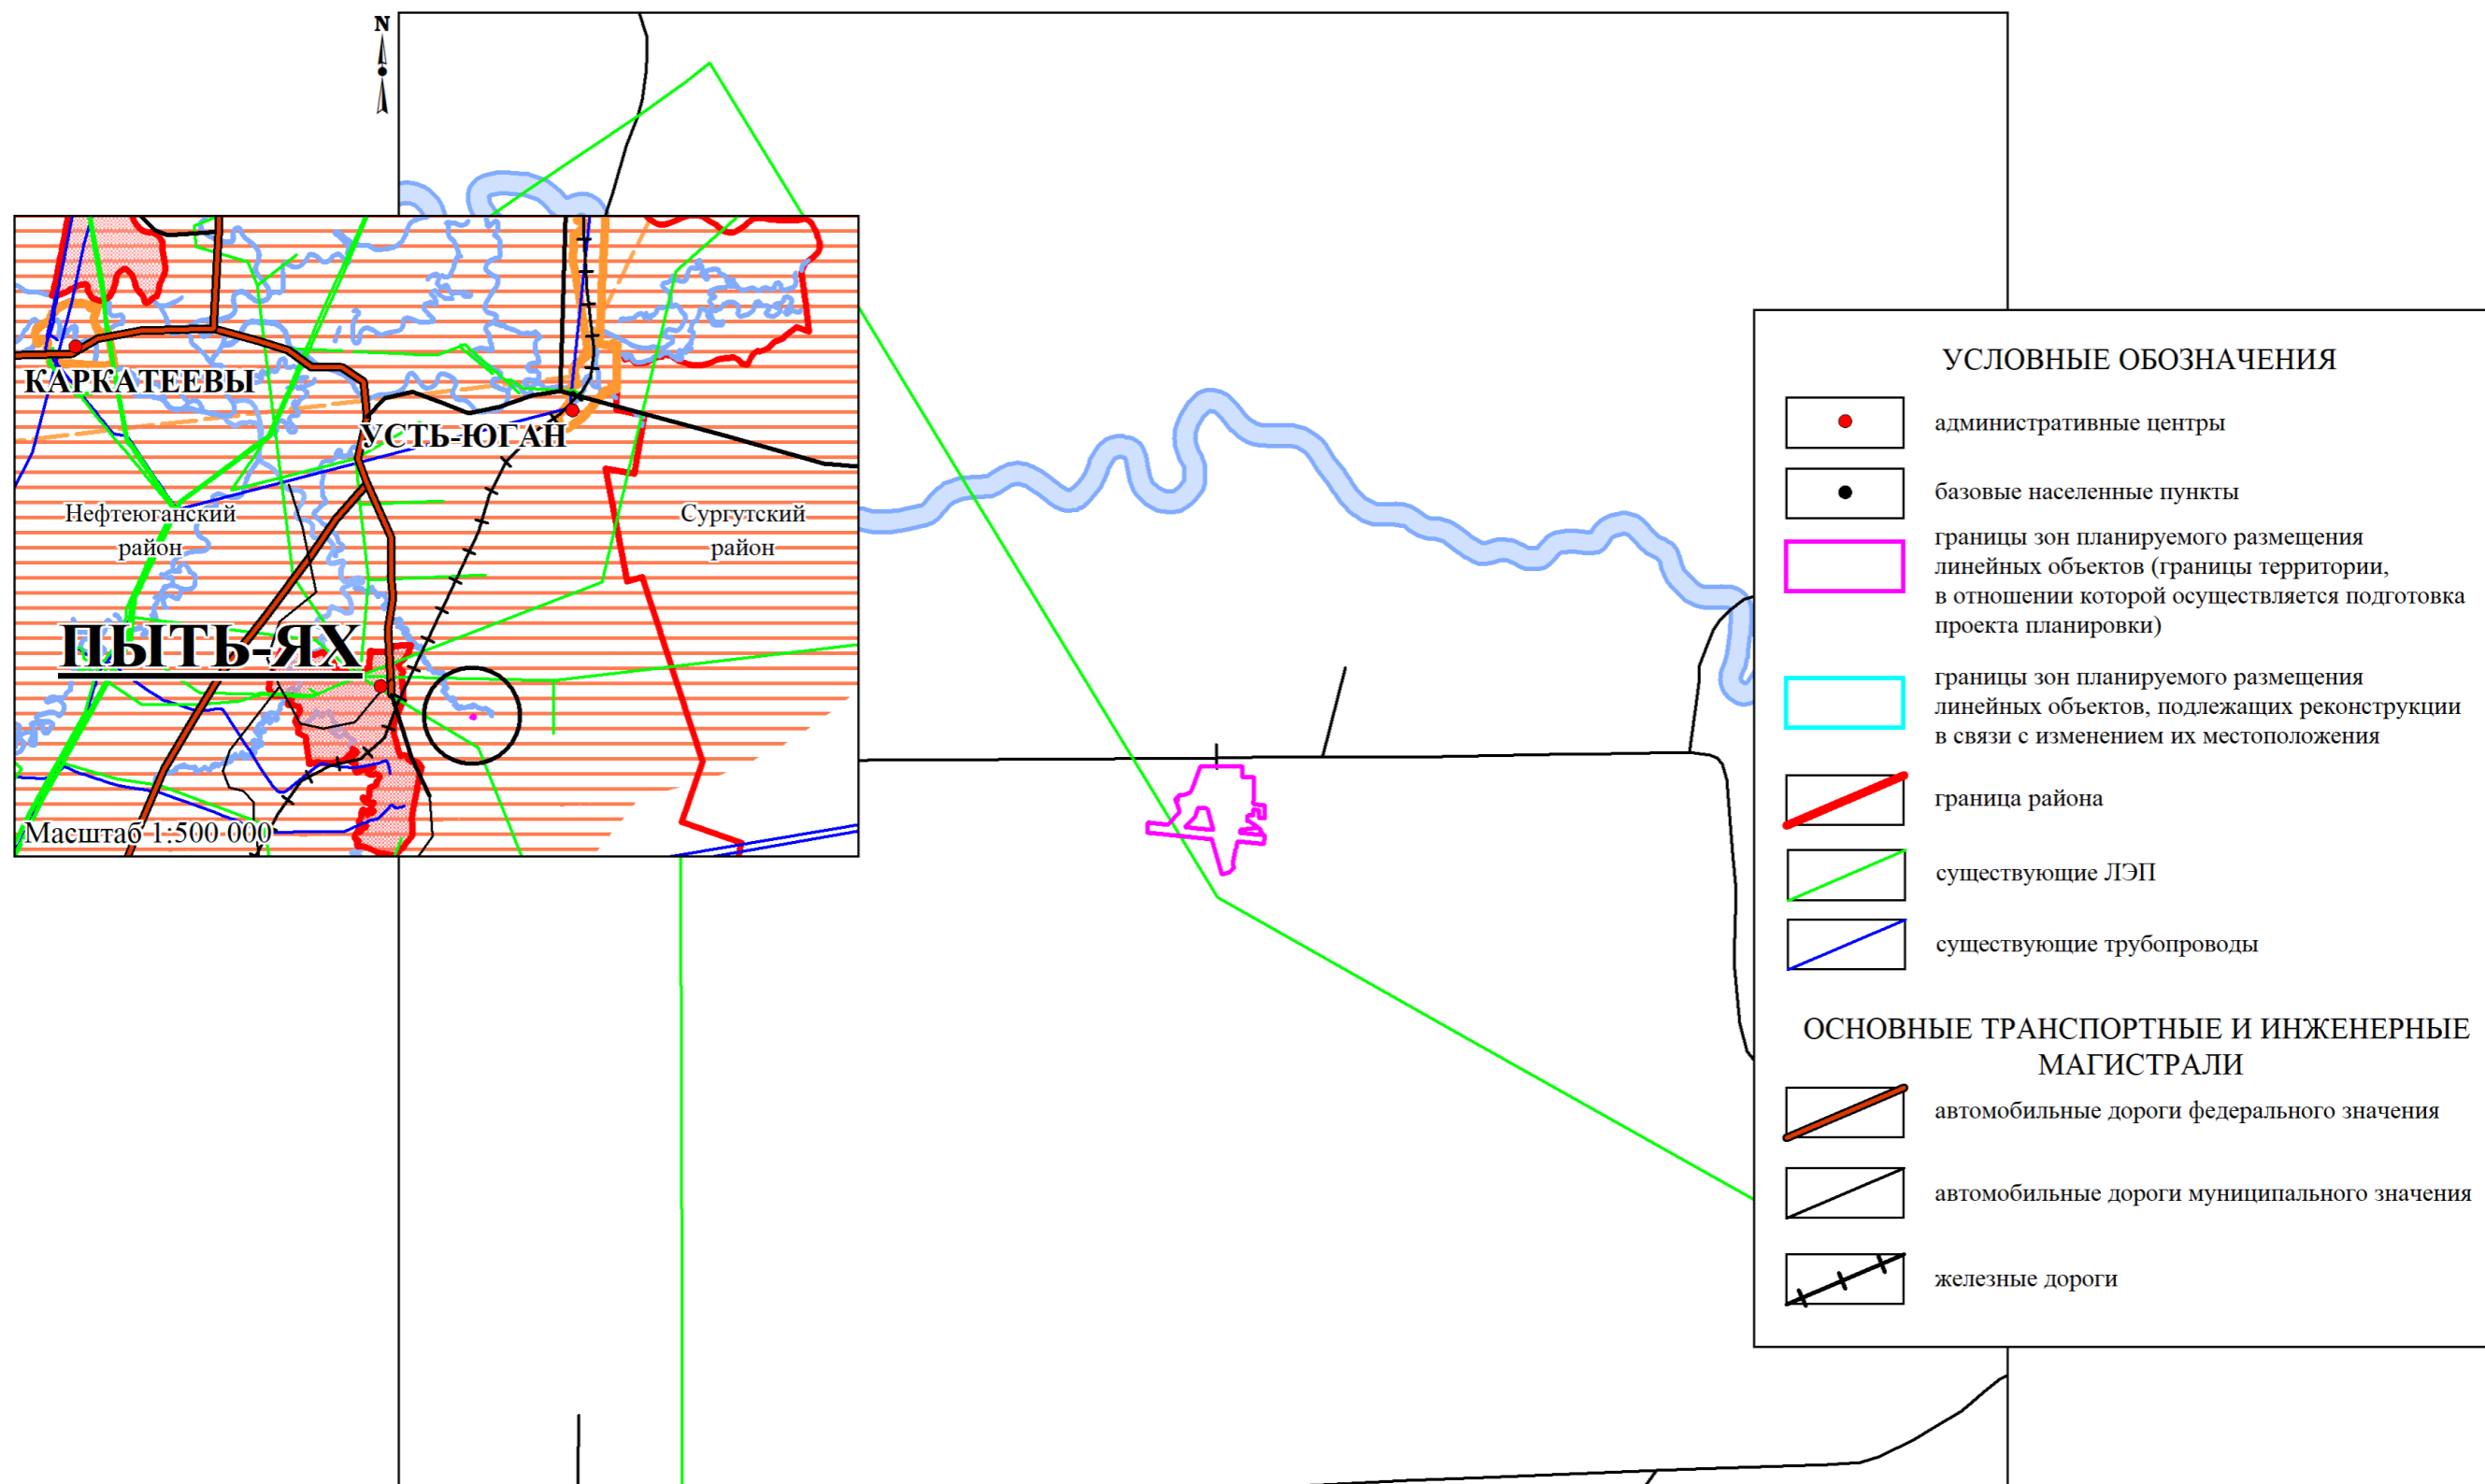 N
КАРКАТЕЕВЫ
УСТЬ-ЮГАН
Нефтеюганский
район
Сургутский
район
ПЫТЬ-ЯХ
Масштаб 1:500 000
УСЛОВНЫЕ ОБОЗНАЧЕНИЯ
административные центры
базовые населенные пункты
границы зон планируемого размещения
линейных объектов (границы территории,
в отношении которой осуществляется подготовка
проекта планировки)
границы зон планируемого размещения
линейных объектов, подлежащих реконструкции
в связи с изменением их местоположения
граница района
существующие ЛЭП
существующие трубопроводы
ОСНОВНЫЕ ТРАНСПОРТНЫЕ И ИНЖЕНЕРНЫЕ
МАГИСТРАЛИ
автомобильные дороги федерального значения
автомобильные дороги муниципального значения
железные дороги